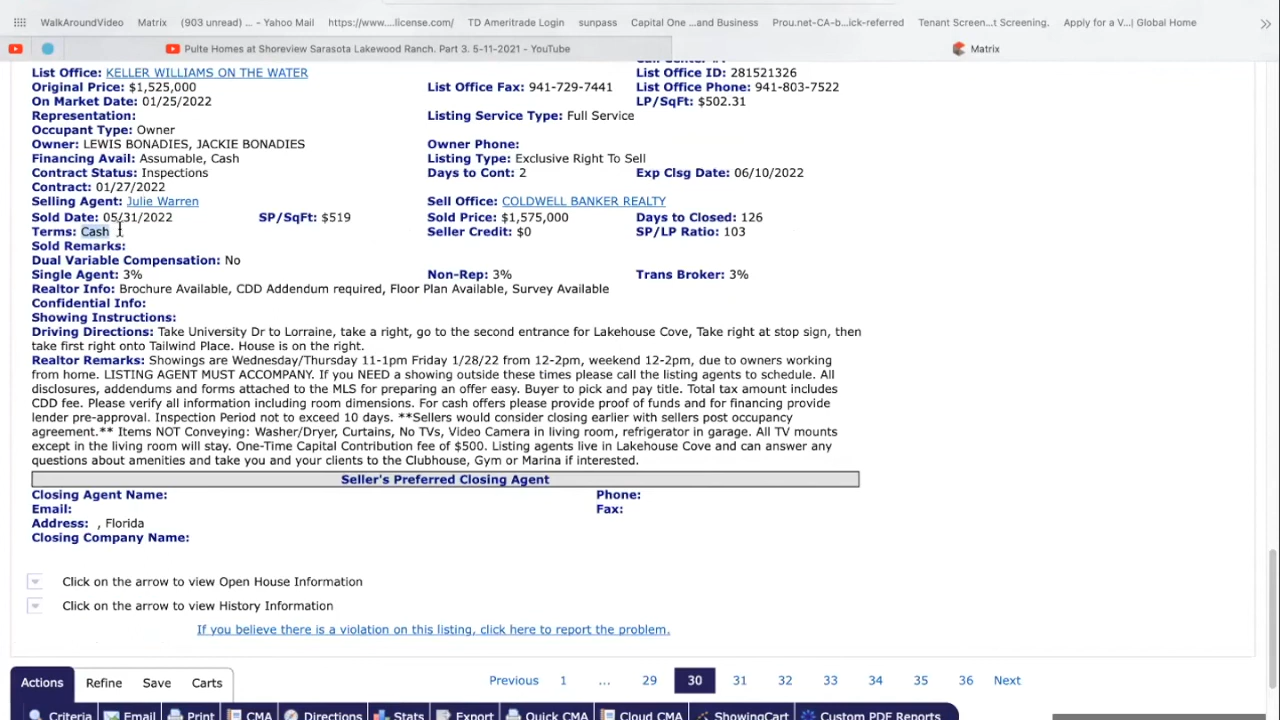 WalkAroundVideo Matrix (903 unread) ... - Yahoo Mail https://www....license.com/ TD Ameritrade Login sunpass Capital One ...and Business Prou.net-CA-b...ick-referred Tenant Screen...t Screening. Apply for a V...| Global Home
Pulte Homes at Shoreview Sarasota Lakewood Ranch. Part 3. 5-11-2021 - YouTube Matrix
List Office: KELLER WILLIAMS ON THE WATER List Office ID: 281521326
Original Price: $1,525,000 List Office Fax: 941-729-7441 List Office Phone: 941-803-7522
On Market Date: 01/25/2022 LP/SqFt: $502.31
Representation: Listing Service Type: Full Service
Occupant Type: Owner
Owner: LEWIS BONADIES, JACKIE BONADIES Owner Phone:
Financing Avail: Assumable, Cash Listing Type: Exclusive Right To Sell
Contract Status: Inspections Days to Cont: 2 Exp Clsg Date: 06/10/2022
Contract: 01/27/2022
Selling Agent: Julie Warren Sell Office: COLDWELL BANKER REALTY
Sold Date: 05/31/2022 SP/SqFt: $519 Sold Price: $1,575,000 Days to Closed: 126
Terms: Cash Seller Credit: $0 SP/LP Ratio: 103
Sold Remarks:
Dual Variable Compensation: No
Single Agent: 3% Non-Rep: 3% Trans Broker: 3%
Realtor Info: Brochure Available, CDD Addendum required, Floor Plan Available, Survey Available
Confidential Info:
Showing Instructions:
Driving Directions: Take University Dr to Lorraine, take a right, go to the second entrance for Lakehouse Cove, Take right at stop sign, then
take first right onto Tailwind Place. House is on the right.
Realtor Remarks: Showings are Wednesday/Thursday 11-1pm Friday 1/28/22 from 12-2pm, weekend 12-2pm, due to owners working
from home. LISTING AGENT MUST ACCOMPANY. If you NEED a showing outside these times please call the listing agents to schedule. All
disclosures, addendums and forms attached to the MLS for preparing an offer easy. Buyer to pick and pay title. Total tax amount includes
CDD fee. Please verify all information including room dimensions. For cash offers please provide proof of funds and for financing provide
lender pre-approval. Inspection Period not to exceed 10 days. **Sellers would consider closing earlier with sellers post occupancy
agreement.** Items NOT Conveying: Washer/Dryer, Curtains, No TVs, Video Camera in living room, refrigerator in garage. All TV mounts
except in the living room will stay. One-Time Capital Contribution fee of $500. Listing agents live in Lakehouse Cove and can answer any
questions about amenities and take you and your clients to the Clubhouse, Gym or Marina if interested.
Seller's Preferred Closing Agent
Closing Agent Name: Phone:
Email: Fax:
Address: , Florida
Closing Company Name:
Click on the arrow to view Open House Information
Click on the arrow to view History Information
If you believe there is a violation on this listing, click here to report the problem.
Actions Refine Save Carts Previous 1 ... 29 30 31 32 33 34 35 36 Next
Criteria Email Print CMA Directions Stats Export Quick CMA Cloud CMA ShowingCart Custom PDF Reports